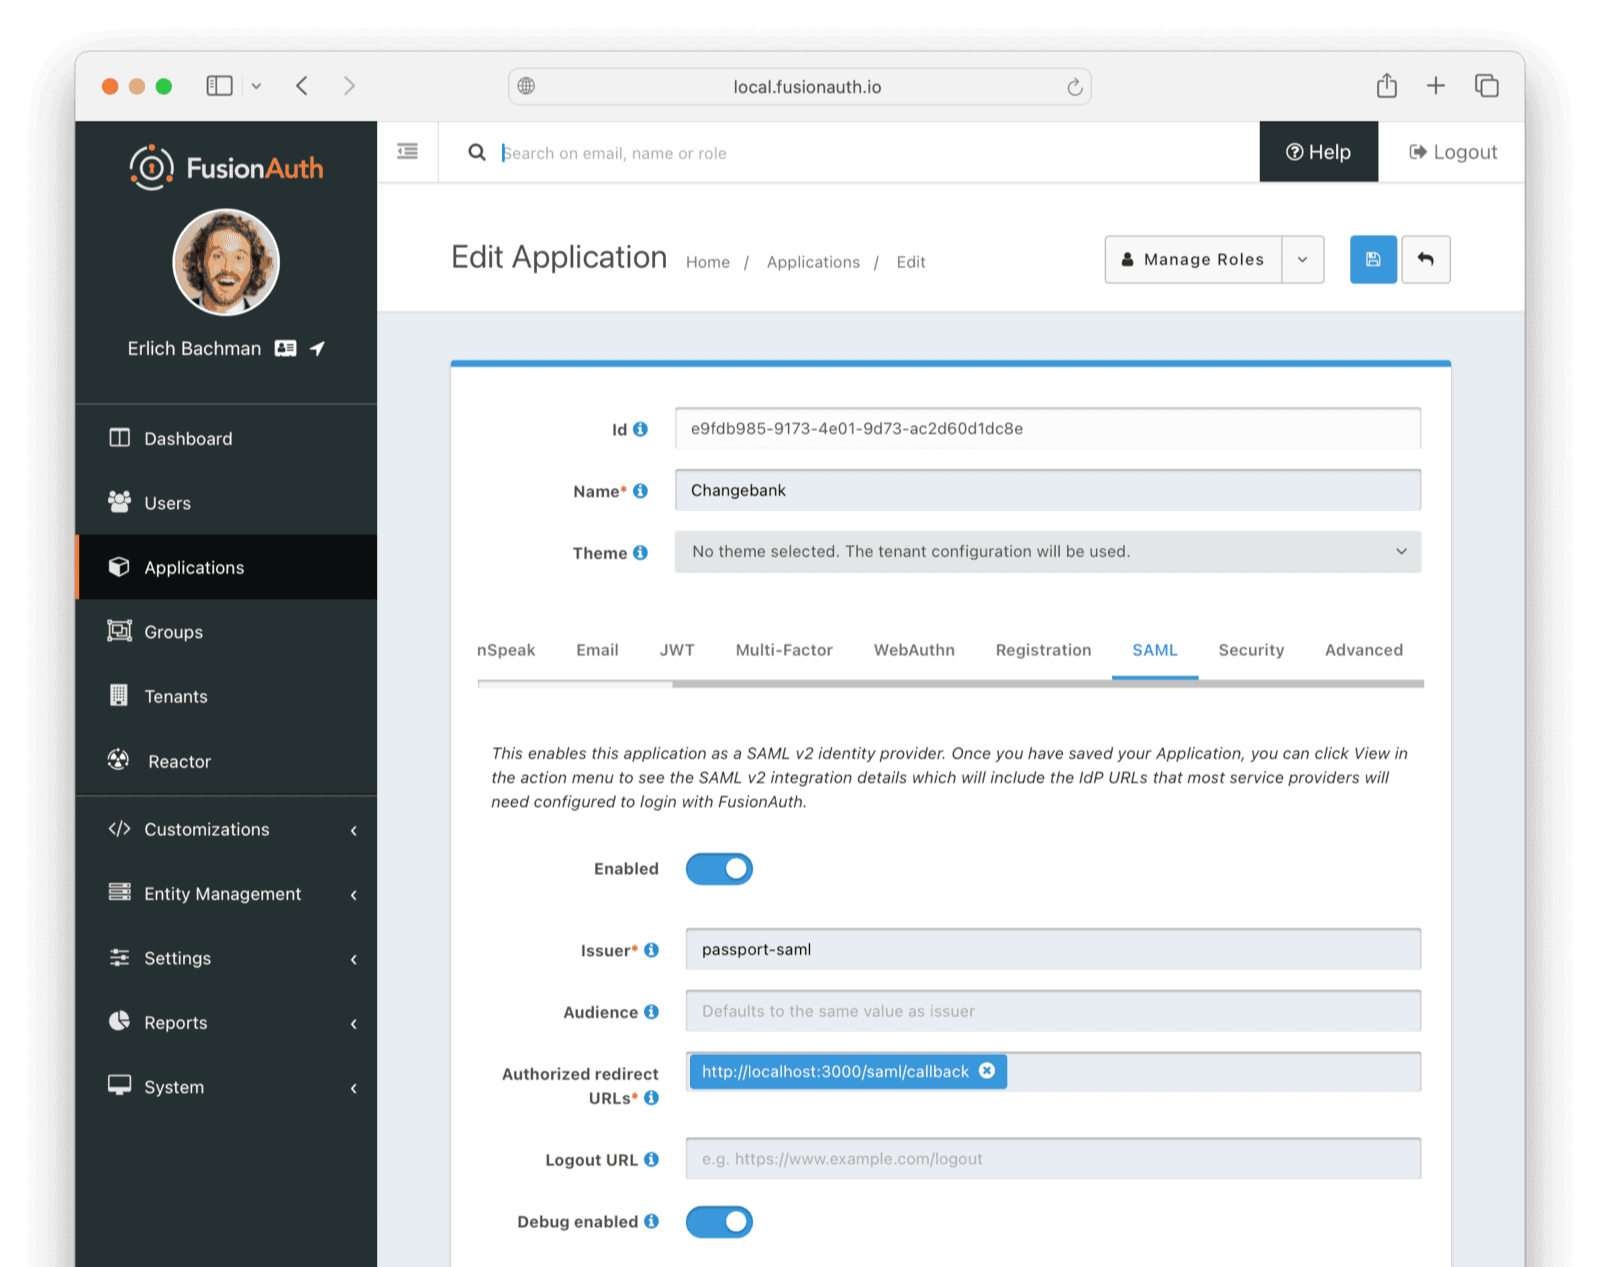 local.fusionauth.io
FusionAuth
Search on email, name or role
Help
Logout
Erlich Bachman
Dashboard
Users
Applications
Groups
Tenants
Reactor
Customizations
Entity Management
Settings
Reports
System
Edit Application
Home / Applications / Edit
Manage Roles
Id e9fdb985-9173-4e01-9d73-ac2d60d1dc8e
Name* Changebank
Theme No theme selected. The tenant configuration will be used.
nSpeak Email JWT Multi-Factor WebAuthn Registration SAML Security Advanced
This enables this application as a SAML v2 identity provider. Once you have saved your Application, you can click View in
the action menu to see the SAML v2 integration details which will include the IdP URLs that most service providers will
need configured to login with FusionAuth.
Enabled
Issuer* passport-saml
Audience Defaults to the same value as issuer
Authorized redirect
URLs*
http://localhost:3000/saml/callback
Logout URL e.g. https://www.example.com/logout
Debug enabled